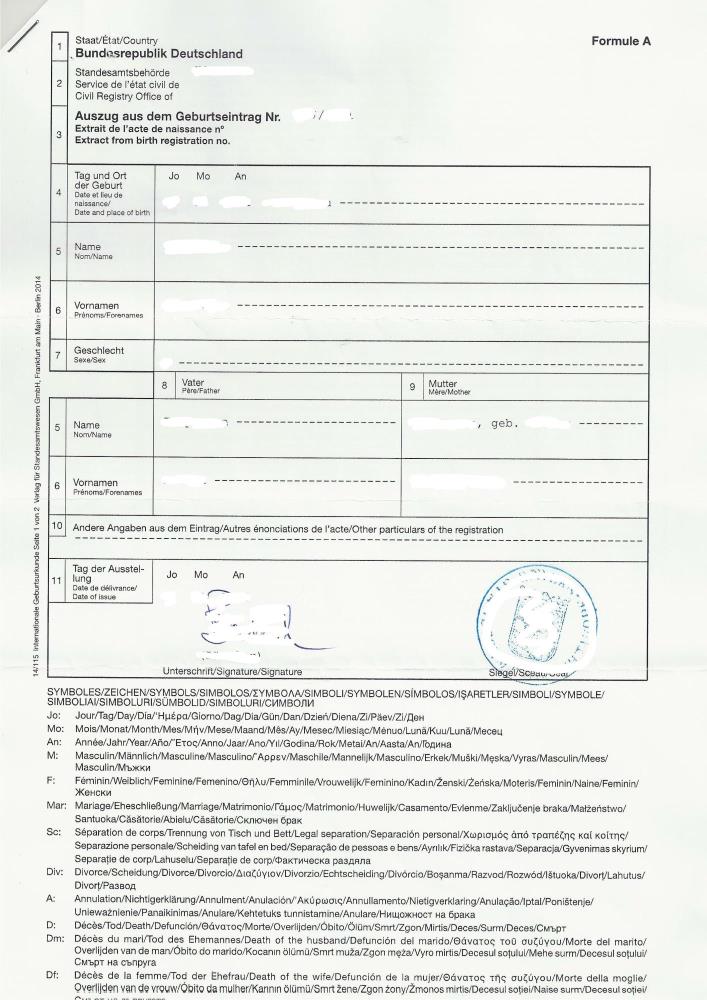 Formule A
1
Staat/État/Country
Bundesrepublik Deutschland
2
Standesamtsbehörde
Service de l'état civil de
Civil Registry Office of
3
Auszug aus dem Geburtseintrag Nr.
Extrait de l'acte de naissance n°
Extract from birth registration no.
4
Tag und Ort
der Geburt
Date et lieu de
naissance/
Date and place of birth
Jo Mo An
5
Name
Nom/Name
6
Vornamen
Prénoms/Forenames
7
Geschlecht
Sexe/Sex
8
Vater
Père/Father
9
Mutter
Mère/Mother
5
Name
Nom/Name
, geb.
6
Vornamen
Prénoms/Forenames
10
Andere Angaben aus dem Eintrag/Autres énonciations de l'acte/Other particulars of the registration
11
Tag der Ausstel-
lung
Date de délivrance/
Date of issue
Jo Mo An
Unterschrift/Signature/Signature
Siegel/Sceau/Seal
14/115 Internationale Geburtsurkunde Seite 1 von 2 Verlag für Standesamtswesen GmbH, Frankfurt am Main · Berlin 2014
SYMBOLES/ZEICHEN/SYMBOLS/SIMBOLOS/ΣΥΜΒΟΛΑ/SIMBOLI/SYMBOLEN/SÍMBOLOS/IŞARETLER/SIMBOLI/SYMBOLE/
SIMBOLIAI/SIMBOLURI/SÜMBOLID/SIMBOLURI/СИМВОЛИ
Jo: Jour/Tag/Day/Día/Ἡμέρα/Giorno/Dag/Dia/Gün/Dan/Dzień/Diena/Zi/Päev/Zi/Ден
Mo: Mois/Monat/Month/Mes/Μήν/Mese/Maand/Mês/Ay/Mesec/Miesiąc/Mėnuo/Lună/Kuu/Lună/Месец
An: Année/Jahr/Year/Año/Ἔτος/Anno/Jaar/Ano/Yıl/Godina/Rok/Metai/An/Aasta/An/Година
M: Masculin/Männlich/Masculine/Masculino/Ἄρρεν/Maschile/Mannelijk/Masculino/Erkek/Muški/Męska/Vyras/Masculin/Mees/
Masculin/Мъжки
F: Féminin/Weiblich/Feminine/Femenino/Θήλυ/Femminile/Vrouwelijk/Feminino/Kadın/Ženski/Żeńska/Moteris/Feminin/Naine/Feminin/
Женски
Mar: Mariage/Eheschließung/Marriage/Matrimonio/Γάμος/Matrimonio/Huwelijk/Casamento/Evlenme/Zaključenje braka/Małżeństwo/
Santuoka/Căsătorie/Abielu/Căsătorie/Сключен брак
Sc: Séparation de corps/Trennung von Tisch und Bett/Legal separation/Separación personal/Χωρισμός ἀπό τραπέζης καί κοίτης/
Separazione personale/Scheiding van tafel en bed/Separação de pessoas e bens/Ayrılık/Fizička rastava/Separacja/Gyvenimas skyrium/
Separație de corp/Lahuselu/Separație de corp/Фактическа раздяла
Div: Divorce/Scheidung/Divorce/Divorcio/Διαζύγιον/Divorzio/Echtscheiding/Divórcio/Boşanma/Razvod/Rozwód/Ištuoka/Divorț/Lahutus/
Divorț/Развод
A: Annulation/Nichtigerklärung/Annulment/Anulación/Ἀκύρωσις/Annullamento/Nietigverklaring/Anulação/Iptal/Poništenje/
Unieważnienie/Panaikinimas/Anulare/Kehtetuks tunnistamine/Anulare/Нищожност на брака
D: Décès/Tod/Death/Defunción/Θάνατος/Morte/Overlijden/Óbito/Ölüm/Smrt/Zgon/Mirtis/Deces/Surm/Deces/Смърт
Dm: Décès du mari/Tod des Ehemannes/Death of the husband/Defunción del marido/Θάνατος τοῦ συζύγου/Morte del marito/
Overlijden van de man/Óbito do marido/Kocanın ölümü/Smrt muža/Zgon męża/Vyro mirtis/Decesul soțului/Mehe surm/Decesul soțului/
Смърт на съпруга
Df: Décès de la femme/Tod der Ehefrau/Death of the wife/Defunción de la mujer/Θάνατος τῆς συζύγου/Morte della moglie/
Overlijden van de vrouw/Óbito da mulher/Karının ölümü/Smrt žene/Zgon żony/Žmonos mirtis/Decesul soției/Naise surm/Decesul soției/